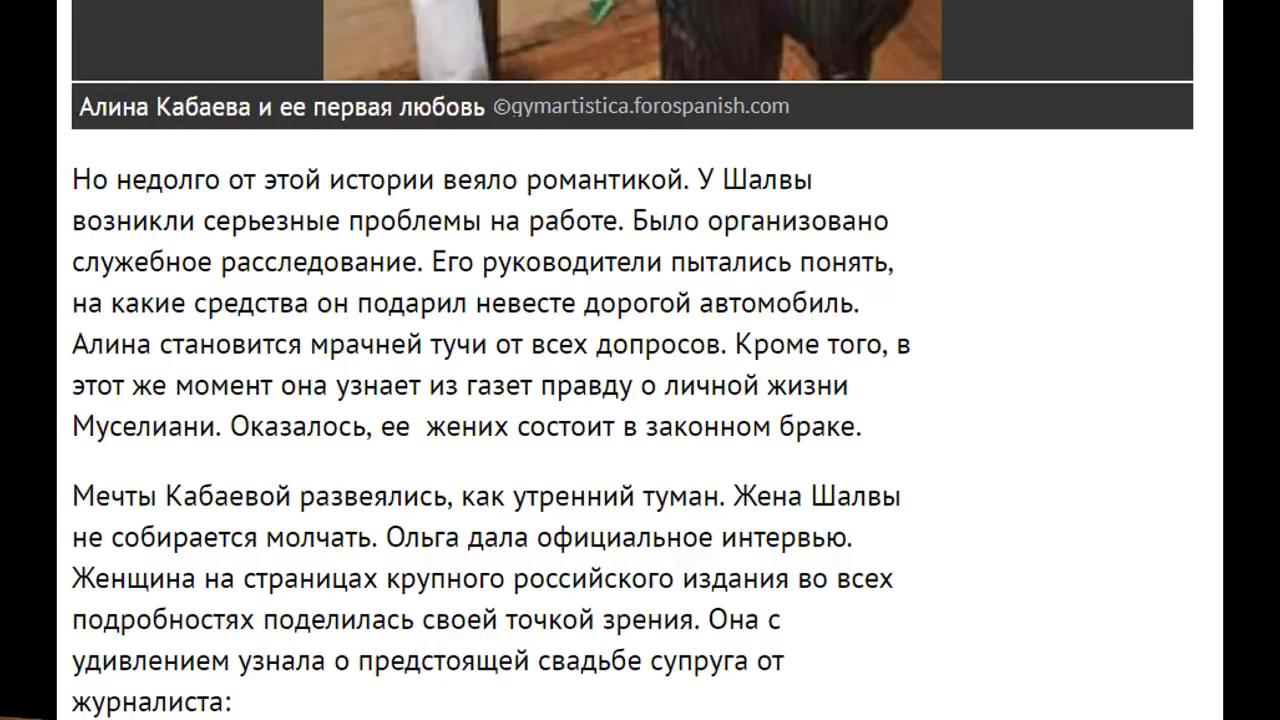 Алина Кабаева и ее первая любовь ©gymartistica.forospanish.com
Но недолго от этой истории веяло романтикой. У Шалвы
возникли серьезные проблемы на работе. Было организовано
служебное расследование. Его руководители пытались понять,
на какие средства он подарил невесте дорогой автомобиль.
Алина становится мрачней тучи от всех допросов. Кроме того, в
этот же момент она узнает из газет правду о личной жизни
Муселиани. Оказалось, ее  жених состоит в законном браке.
Мечты Кабаевой развеялись, как утренний туман. Жена Шалвы
не собирается молчать. Ольга дала официальное интервью.
Женщина на страницах крупного российского издания во всех
подробностях поделилась своей точкой зрения. Она с
удивлением узнала о предстоящей свадьбе супруга от
журналиста: